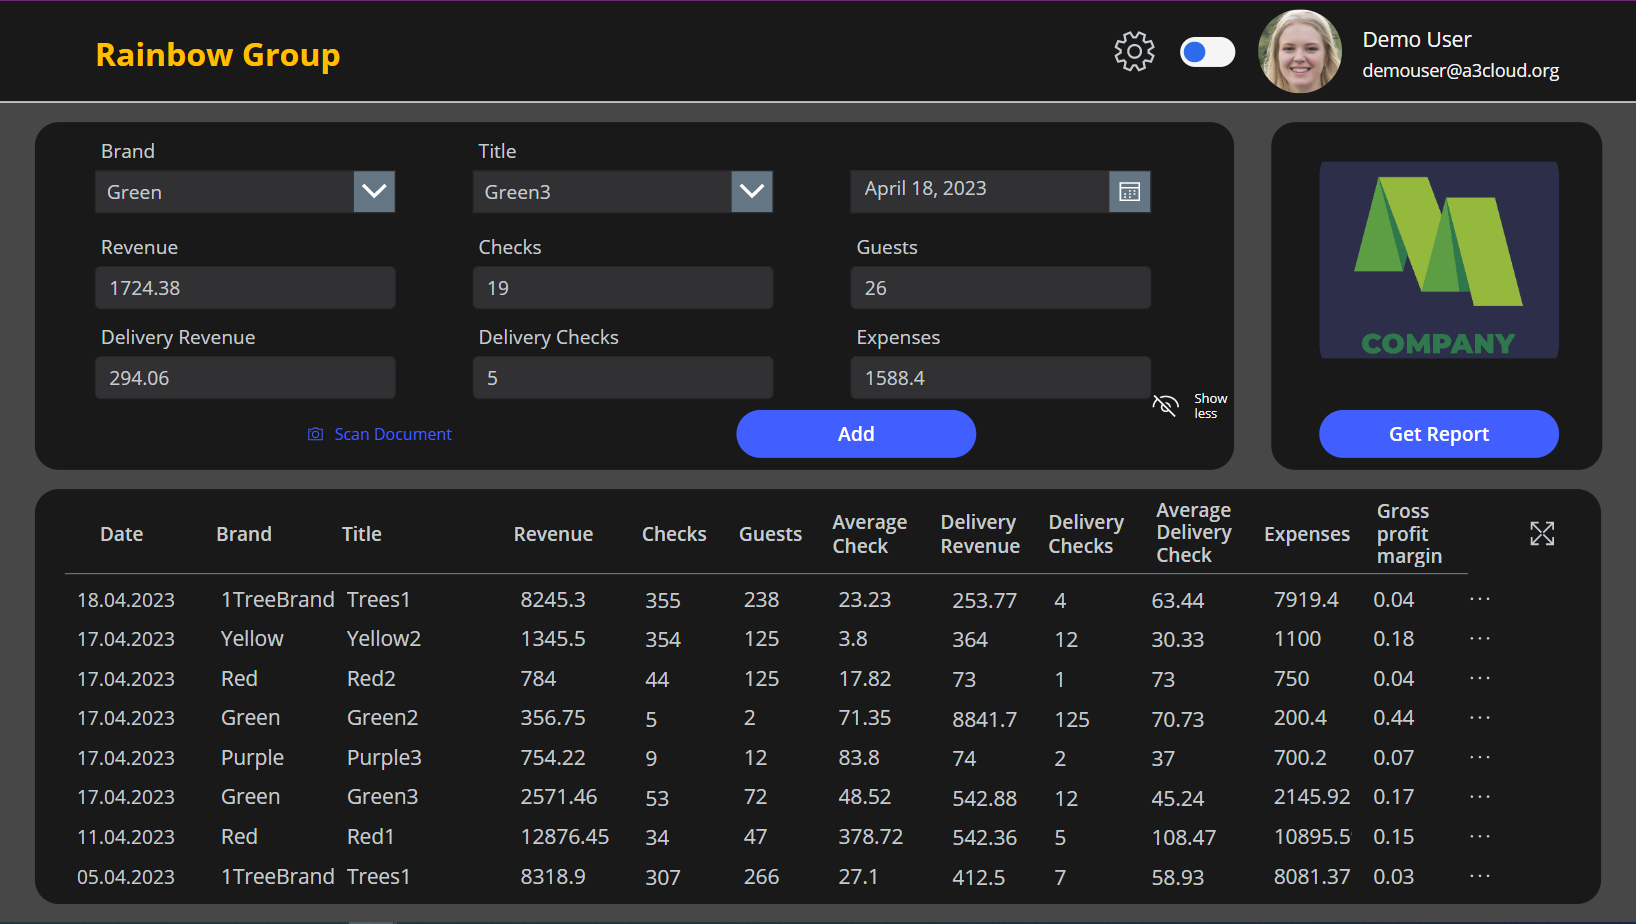 Rainbow Group
Demo User
demouser@a3cloud.org
Brand
Title
Green
Green3
April 18, 2023
Revenue
Checks
Guests
1724.38
19
26
Delivery Revenue
Delivery Checks
Expenses
294.06
5
1588.4
Show
less
Scan Document
Add
COMPANY
Get Report
Date Brand Title Revenue Checks Guests Average Check Delivery Revenue Delivery Checks Average Delivery Check Expenses Gross profit margin
18.04.2023 1TreeBrand Trees1 8245.3 355 238 23.23 253.77 4 63.44 7919.4 0.04 ...
17.04.2023 Yellow Yellow2 1345.5 354 125 3.8 364 12 30.33 1100 0.18 ...
17.04.2023 Red Red2 784 44 125 17.82 73 1 73 750 0.04 ...
17.04.2023 Green Green2 356.75 5 2 71.35 8841.7 125 70.73 200.4 0.44 ...
17.04.2023 Purple Purple3 754.22 9 12 83.8 74 2 37 700.2 0.07 ...
17.04.2023 Green Green3 2571.46 53 72 48.52 542.88 12 45.24 2145.92 0.17 ...
11.04.2023 Red Red1 12876.45 34 47 378.72 542.36 5 108.47 10895.5 0.15 ...
05.04.2023 1TreeBrand Trees1 8318.9 307 266 27.1 412.5 7 58.93 8081.37 0.03 ...